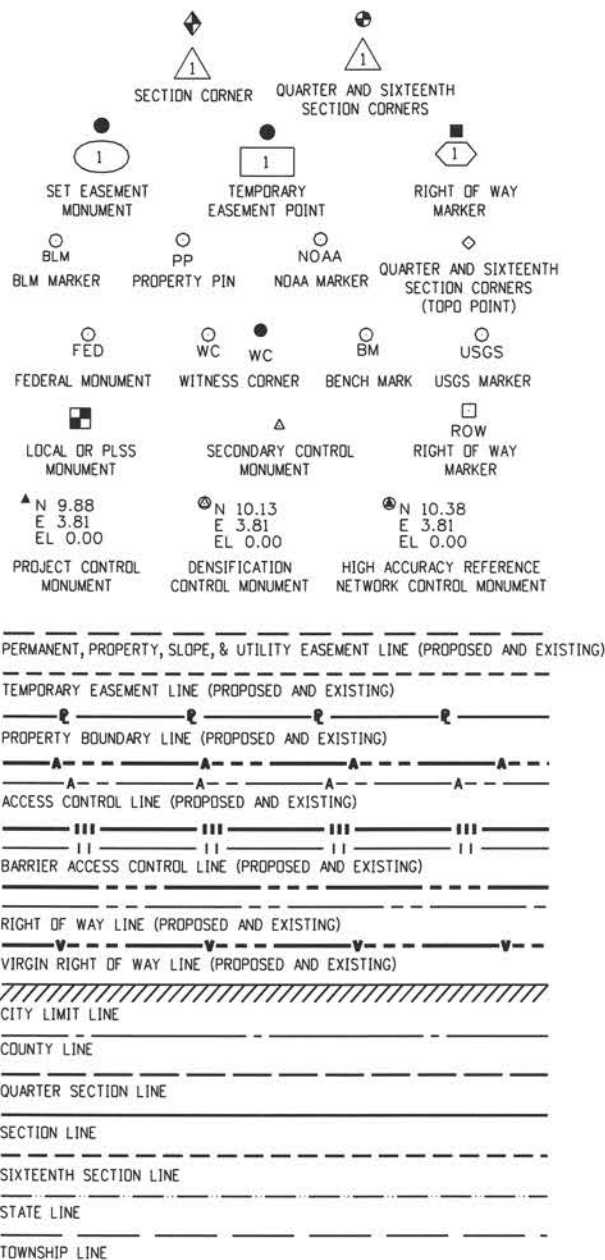 1
1
SECTION CORNER
QUARTER AND SIXTEENTH
SECTION CORNERS
1
1
1
SET EASEMENT
MONUMENT
TEMPORARY
EASEMENT POINT
RIGHT OF WAY
MARKER
BLM
BLM MARKER
PP
PROPERTY PIN
NOAA
NOAA MARKER
QUARTER AND SIXTEENTH
SECTION CORNERS
(TOPO POINT)
FED
FEDERAL MONUMENT
WC WC
WITNESS CORNER
BM
BENCH MARK
USGS
USGS MARKER
LOCAL OR PLSS
MONUMENT
SECONDARY CONTROL
MONUMENT
ROW
RIGHT OF WAY
MARKER
N 9.88
E 3.81
EL 0.00
PROJECT CONTROL
MONUMENT
N 10.13
E 3.81
EL 0.00
DENSIFICATION
CONTROL MONUMENT
N 10.38
E 3.81
EL 0.00
HIGH ACCURACY REFERENCE
NETWORK CONTROL MONUMENT
PERMANENT, PROPERTY, SLOPE, & UTILITY EASEMENT LINE (PROPOSED AND EXISTING)
TEMPORARY EASEMENT LINE (PROPOSED AND EXISTING)
℄ ℄ ℄ ℄
PROPERTY BOUNDARY LINE (PROPOSED AND EXISTING)
A A A A
A A A A
ACCESS CONTROL LINE (PROPOSED AND EXISTING)
BARRIER ACCESS CONTROL LINE (PROPOSED AND EXISTING)
RIGHT OF WAY LINE (PROPOSED AND EXISTING)
V V V V
VIRGIN RIGHT OF WAY LINE (PROPOSED AND EXISTING)
CITY LIMIT LINE
COUNTY LINE
QUARTER SECTION LINE
SECTION LINE
SIXTEENTH SECTION LINE
STATE LINE
TOWNSHIP LINE